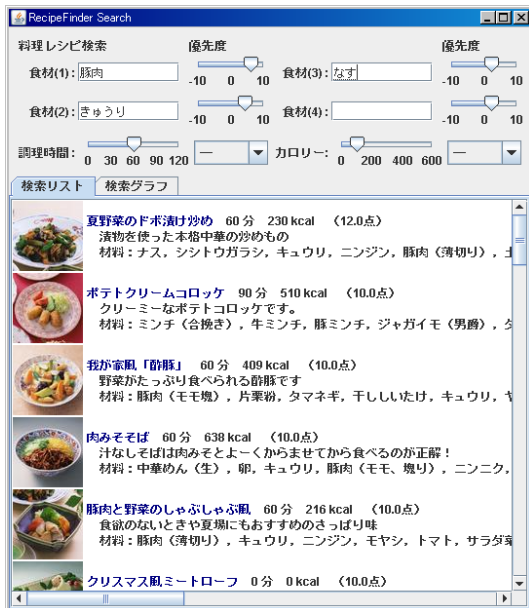 RecipeFinder Search
料理レシピ検索 優先度 優先度
食材(1): 豚肉 -10 0 10 食材(3): なす -10 0 10
食材(2): きゅうり -10 0 10 食材(4): -10 0 10
調理時間: 0 30 60 90 120 — カロリー: 0 200 400 600 —
検索リスト 検索グラフ
夏野菜のドボ漬け炒め 60分 230 kcal (12.0点)
漬物を使った本格中華の炒めもの
材料：ナス，シシトウガラシ，キュウリ，ニンジン，豚肉（薄切り），土
ポテトクリームコロッケ 90分 510 kcal (10.0点)
クリーミーなポテトコロッケです。
材料：ミンチ（合挽き），牛ミンチ，豚ミンチ，ジャガイモ（男爵），タ
我が家風「酢豚」 60分 409 kcal (10.0点)
野菜がたっぷり食べられる酢豚です
材料：豚肉（モモ塊），片栗粉，タマネギ，干ししいたけ，キュウリ，ヤ
肉みそそば 60分 638 kcal (10.0点)
汁なしそばは肉みそとよーくからませてから食べるのが正解！
材料：中華めん（生），卵，キュウリ，豚肉（モモ、塊り），ニンニク，
豚肉と野菜のしゃぶしゃぶ風 60分 216 kcal (10.0点)
食欲のないときや夏場にもおすすめのさっぱり味
材料：豚肉（薄切り），キュウリ，ニンジン，モヤシ，トマト，サラダ菜
クリスマス風ミートローフ 0分 0 kcal (10.0点)